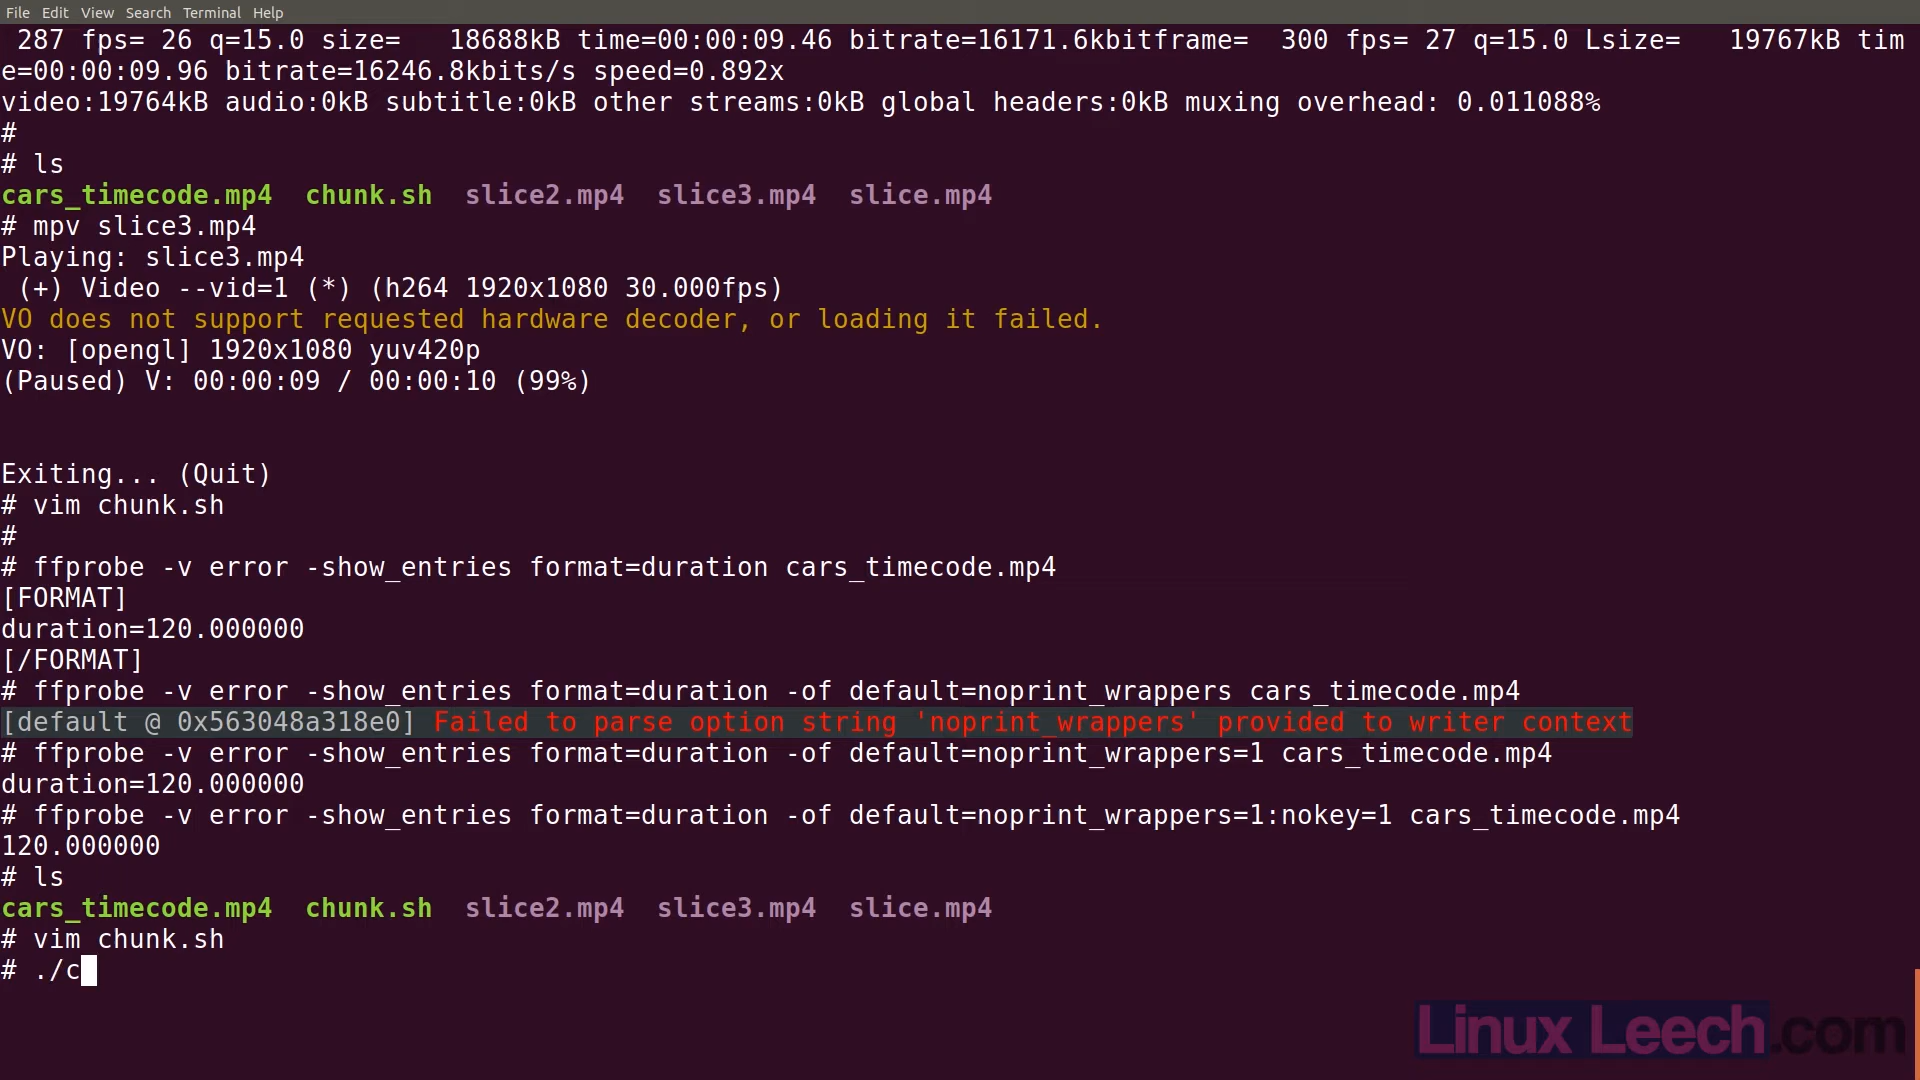 File Edit View Search Terminal Help
 287 fps= 26 q=15.0 size=   18688kB time=00:00:09.46 bitrate=16171.6kbitframe=  300 fps= 27 q=15.0 Lsize=   19767kB tim
e=00:00:09.96 bitrate=16246.8kbits/s speed=0.892x
video:19764kB audio:0kB subtitle:0kB other streams:0kB global headers:0kB muxing overhead: 0.011088%
#
# ls
cars_timecode.mp4  chunk.sh  slice2.mp4  slice3.mp4  slice.mp4
# mpv slice3.mp4
Playing: slice3.mp4
 (+) Video --vid=1 (*) (h264 1920x1080 30.000fps)
VO does not support requested hardware decoder, or loading it failed.
VO: [opengl] 1920x1080 yuv420p
(Paused) V: 00:00:09 / 00:00:10 (99%)
Exiting... (Quit)
# vim chunk.sh
#
# ffprobe -v error -show_entries format=duration cars_timecode.mp4
[FORMAT]
duration=120.000000
[/FORMAT]
# ffprobe -v error -show_entries format=duration -of default=noprint_wrappers cars_timecode.mp4
[default @ 0x563048a318e0] Failed to parse option string 'noprint_wrappers' provided to writer context
# ffprobe -v error -show_entries format=duration -of default=noprint_wrappers=1 cars_timecode.mp4
duration=120.000000
# ffprobe -v error -show_entries format=duration -of default=noprint_wrappers=1:nokey=1 cars_timecode.mp4
120.000000
# ls
cars_timecode.mp4  chunk.sh  slice2.mp4  slice3.mp4  slice.mp4
# vim chunk.sh
# ./c
Linux Leech.com